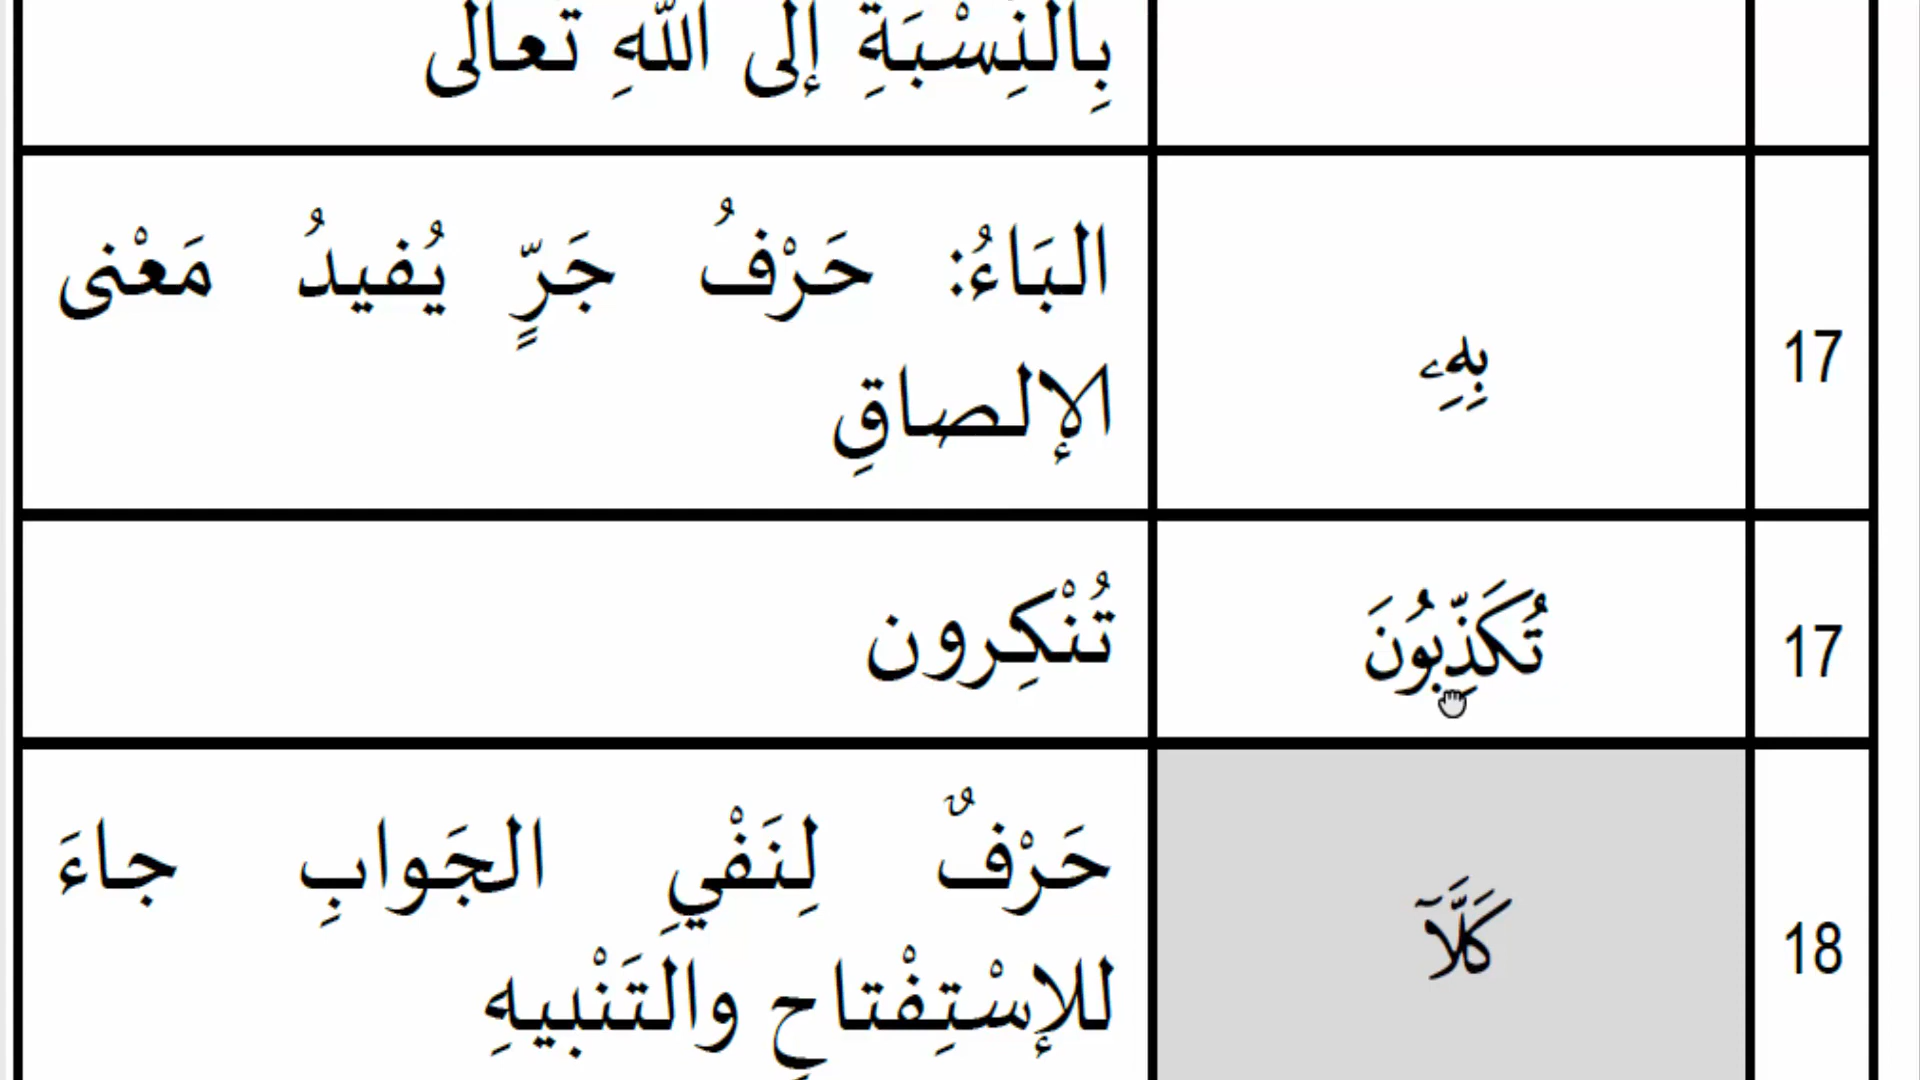 بِالنِّسْبَةِ إلى اللّهِ تَعالى
17
بِهِۦ
البَاءُ: حَرْفُ جَرٍّ يُفيدُ مَعْنى
الإلصاقِ
17
تُكَذِّبُونَ
تُنْكِرون
18
كَلَّآ
حَرْفٌ لِنَفْيِ الجَوابِ جاءَ
للإسْتِفْتاحِ والتَنْبيهِ